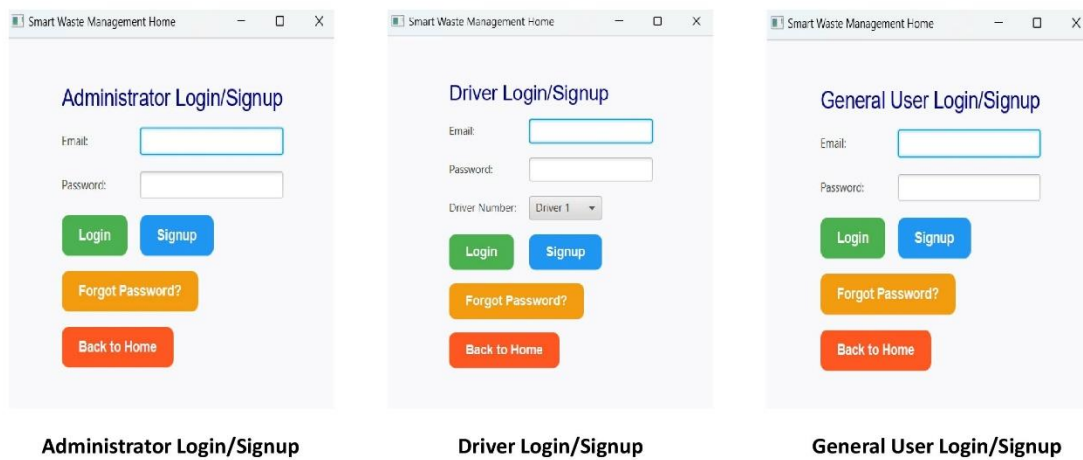 Smart Waste Management Home
Administrator Login/Signup
Email:
Password:
Login Signup
Forgot Password?
Back to Home
Administrator Login/Signup
Smart Waste Management Home
Driver Login/Signup
Email:
Password:
Driver Number: Driver 1
Login Signup
Forgot Password?
Back to Home
Driver Login/Signup
Smart Waste Management Home
General User Login/Signup
Email:
Password:
Login Signup
Forgot Password?
Back to Home
General User Login/Signup